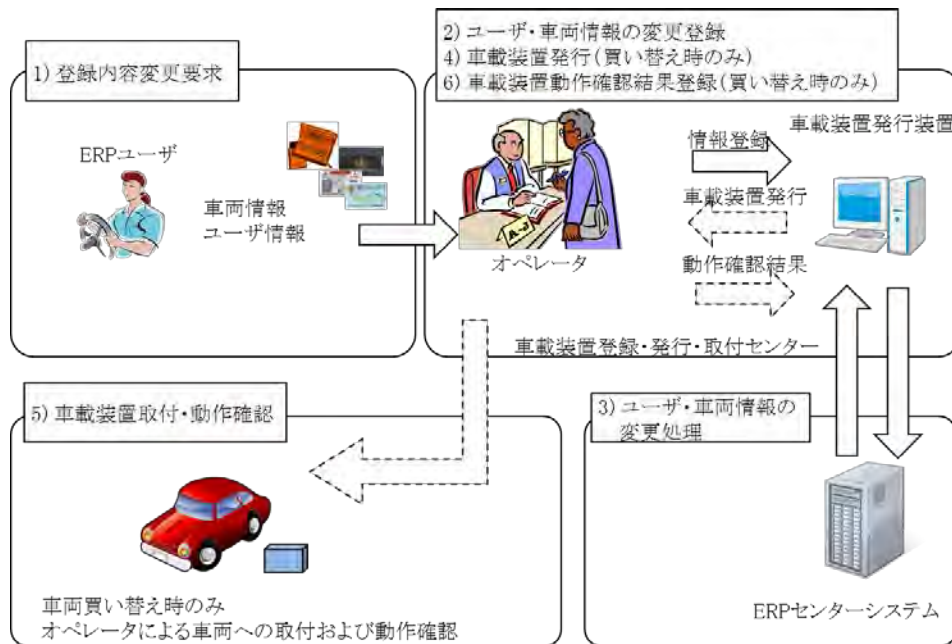 1) 登録内容変更要求
ERPユーザ
車両情報
ユーザ情報
2) ユーザ・車両情報の変更登録
4) 車載装置発行(買い替え時のみ)
6) 車載装置動作確認結果登録(買い替え時のみ)
車載装置発行装置
情報登録
車載装置発行
動作確認結果
A-J
オペレータ
車載装置登録・発行・取付センター
3) ユーザ・車両情報の
変更処理
ERPセンターシステム
5) 車載装置取付・動作確認
車両買い替え時のみ
オペレータによる車両への取付および動作確認